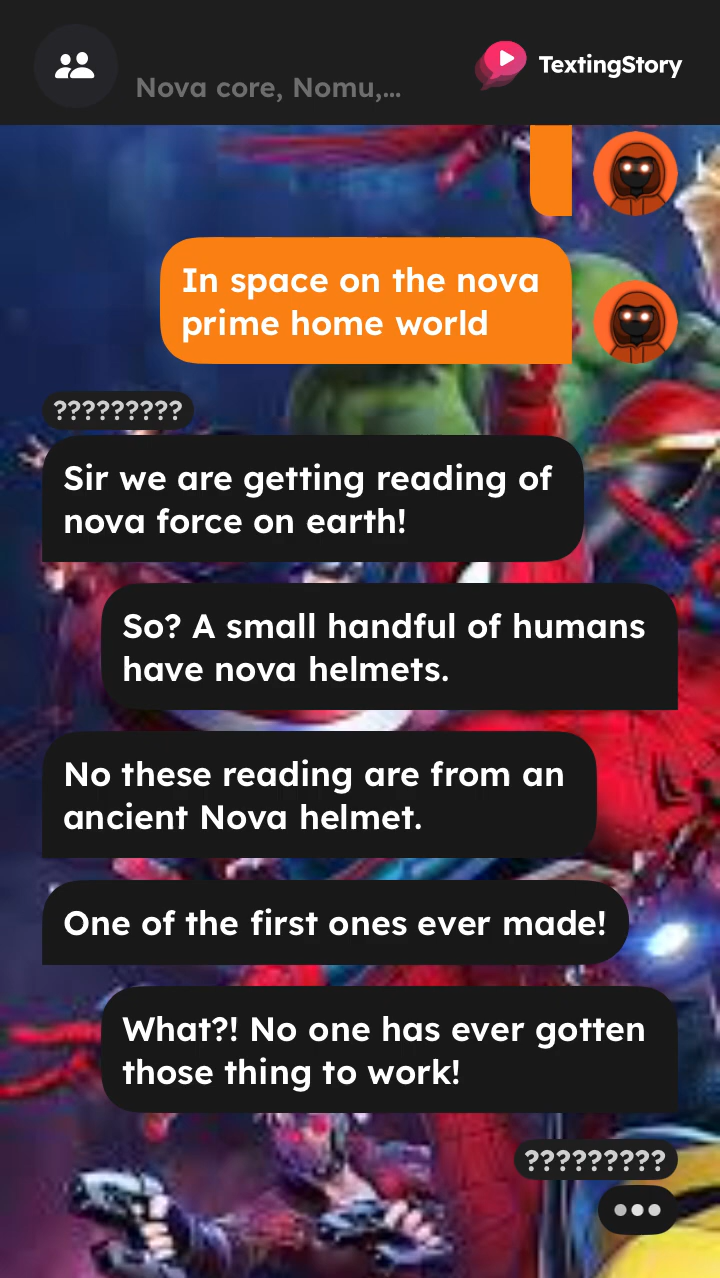 Nova core, Nomu,...
TextingStory
In space on the nova
prime home world
?????????
Sir we are getting reading of
nova force on earth!
So? A small handful of humans
have nova helmets.
No these reading are from an
ancient Nova helmet.
One of the first ones ever made!
What?! No one has ever gotten
those thing to work!
?????????